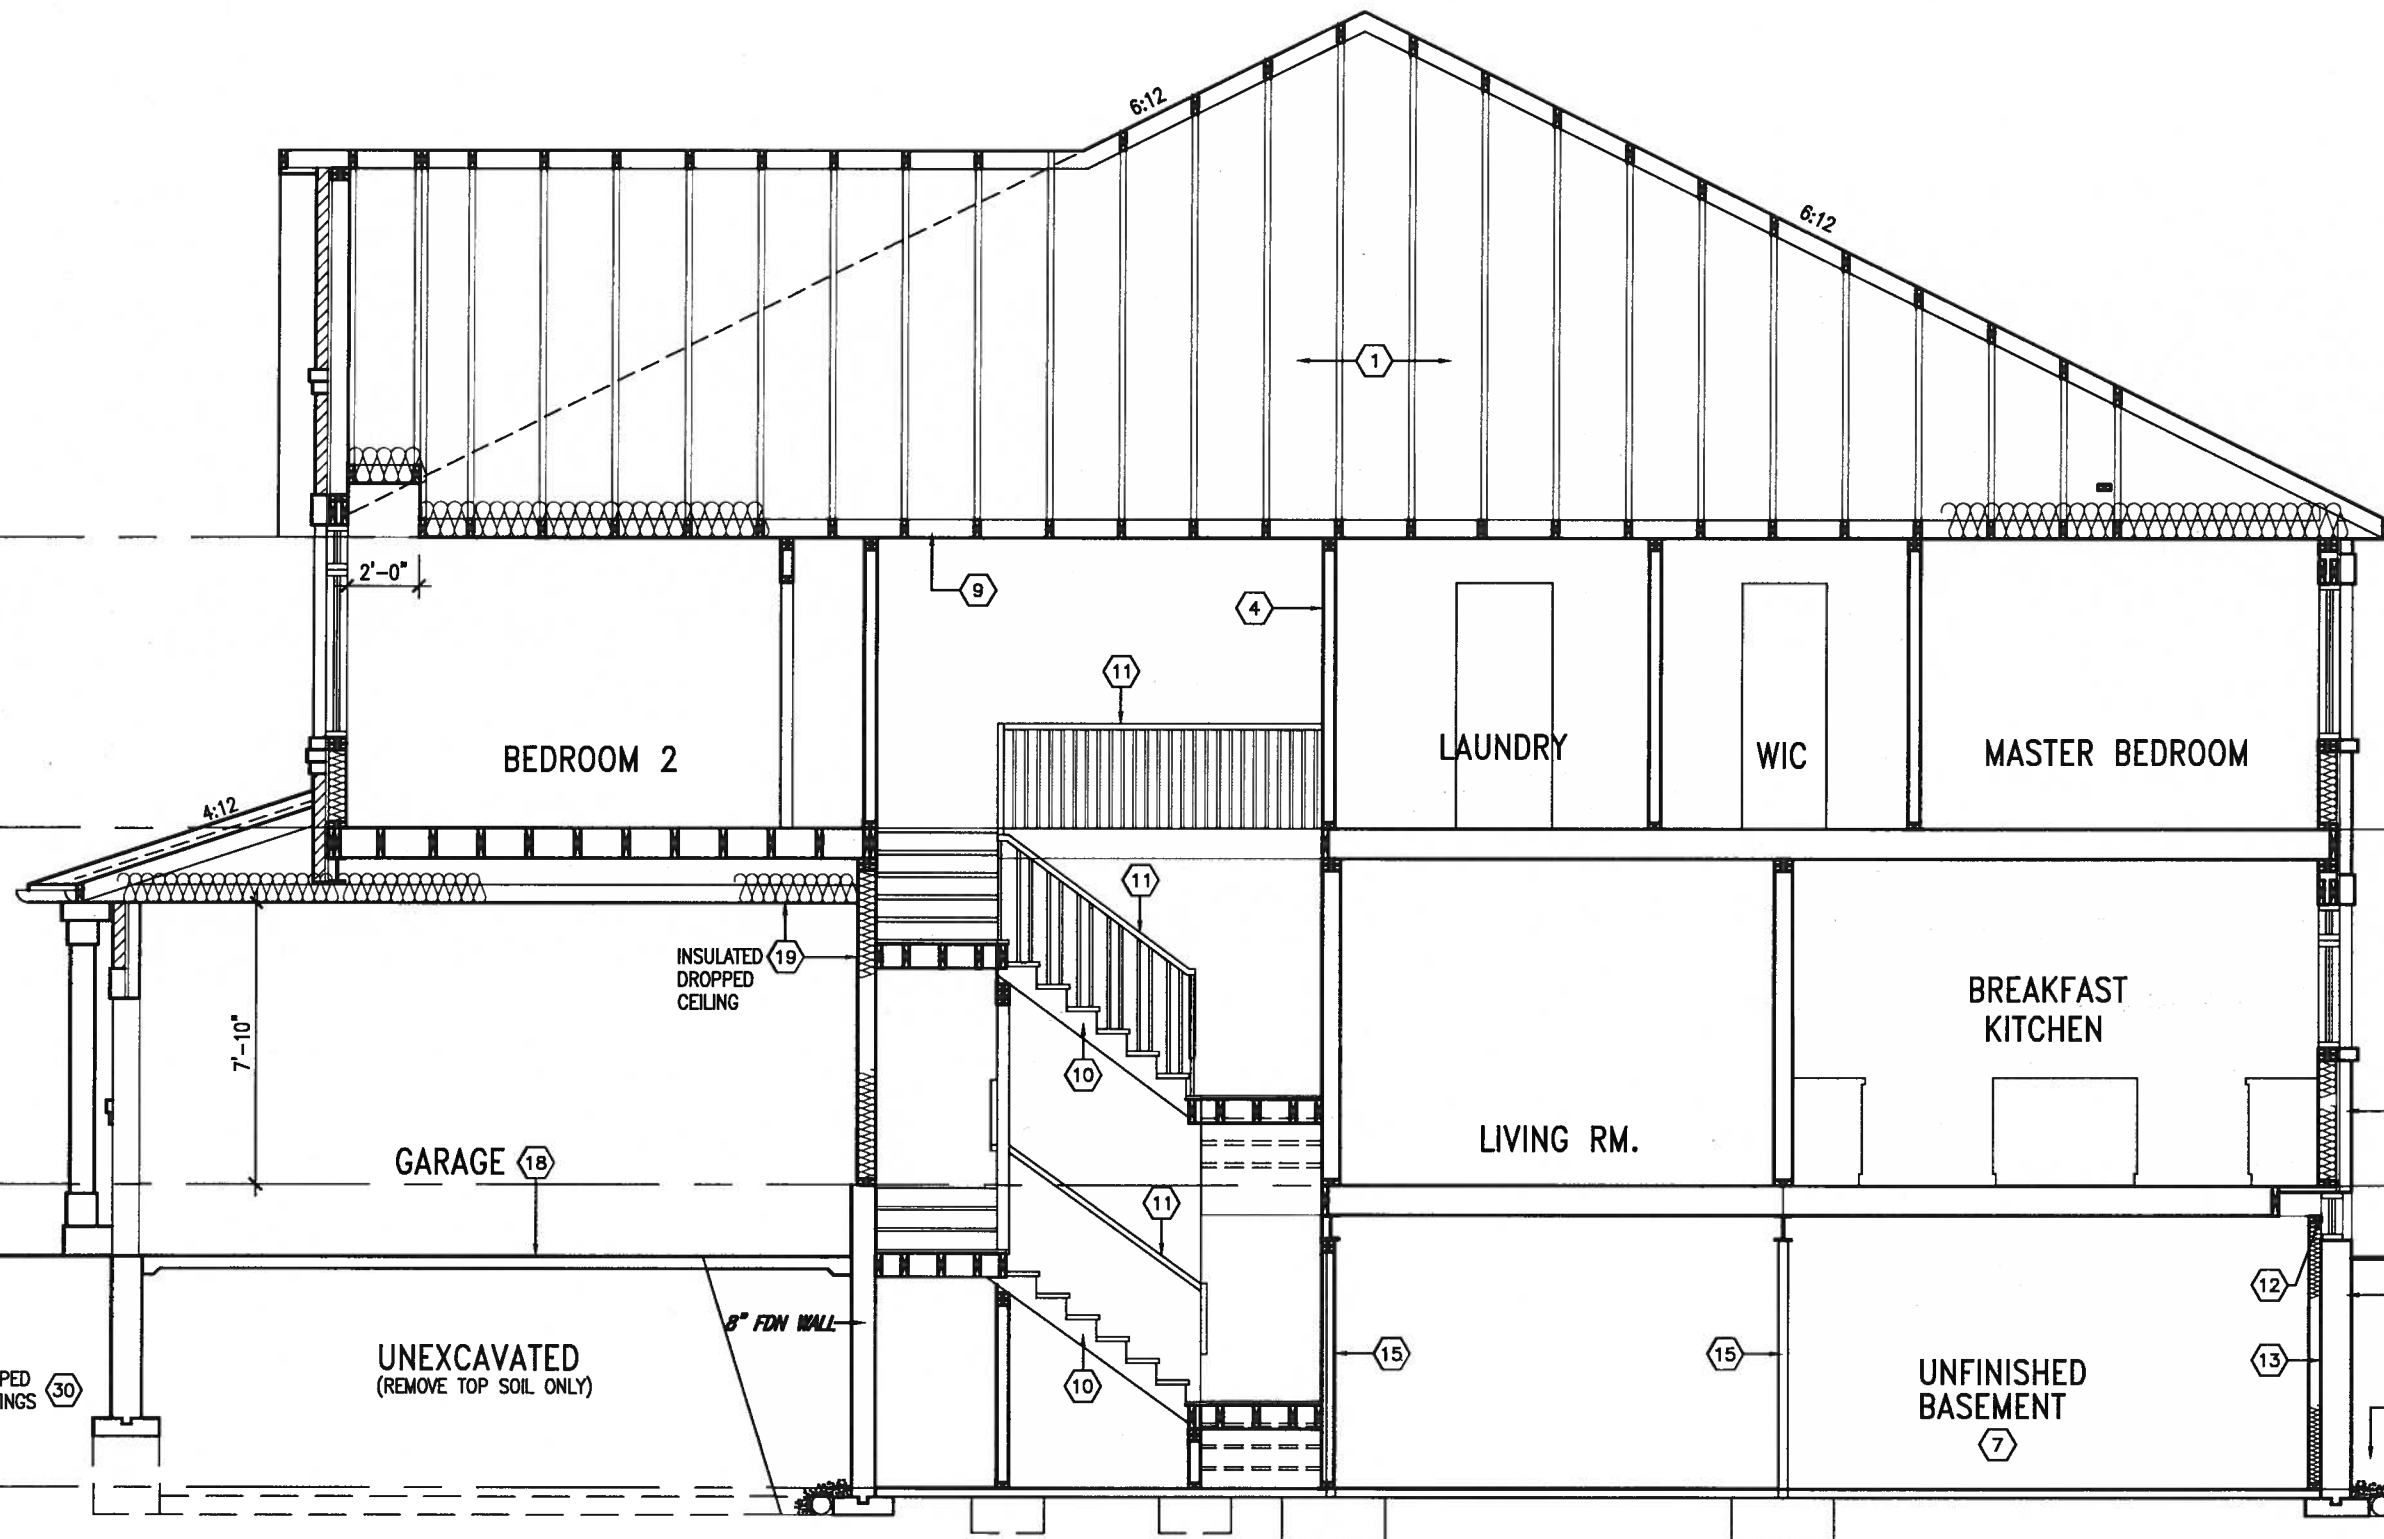 6:12
6:12
1
2'-0"
9
4
11
BEDROOM 2
LAUNDRY
WIC
MASTER BEDROOM
4:12
11
INSULATED
DROPPED
CEILING
19
BREAKFAST
KITCHEN
7'-10"
10
LIVING RM.
GARAGE 18
11
12
8" FDN WALL
15
15
13
UNEXCAVATED
(REMOVE TOP SOIL ONLY)
PED
INGS 30
10
UNFINISHED
BASEMENT
7